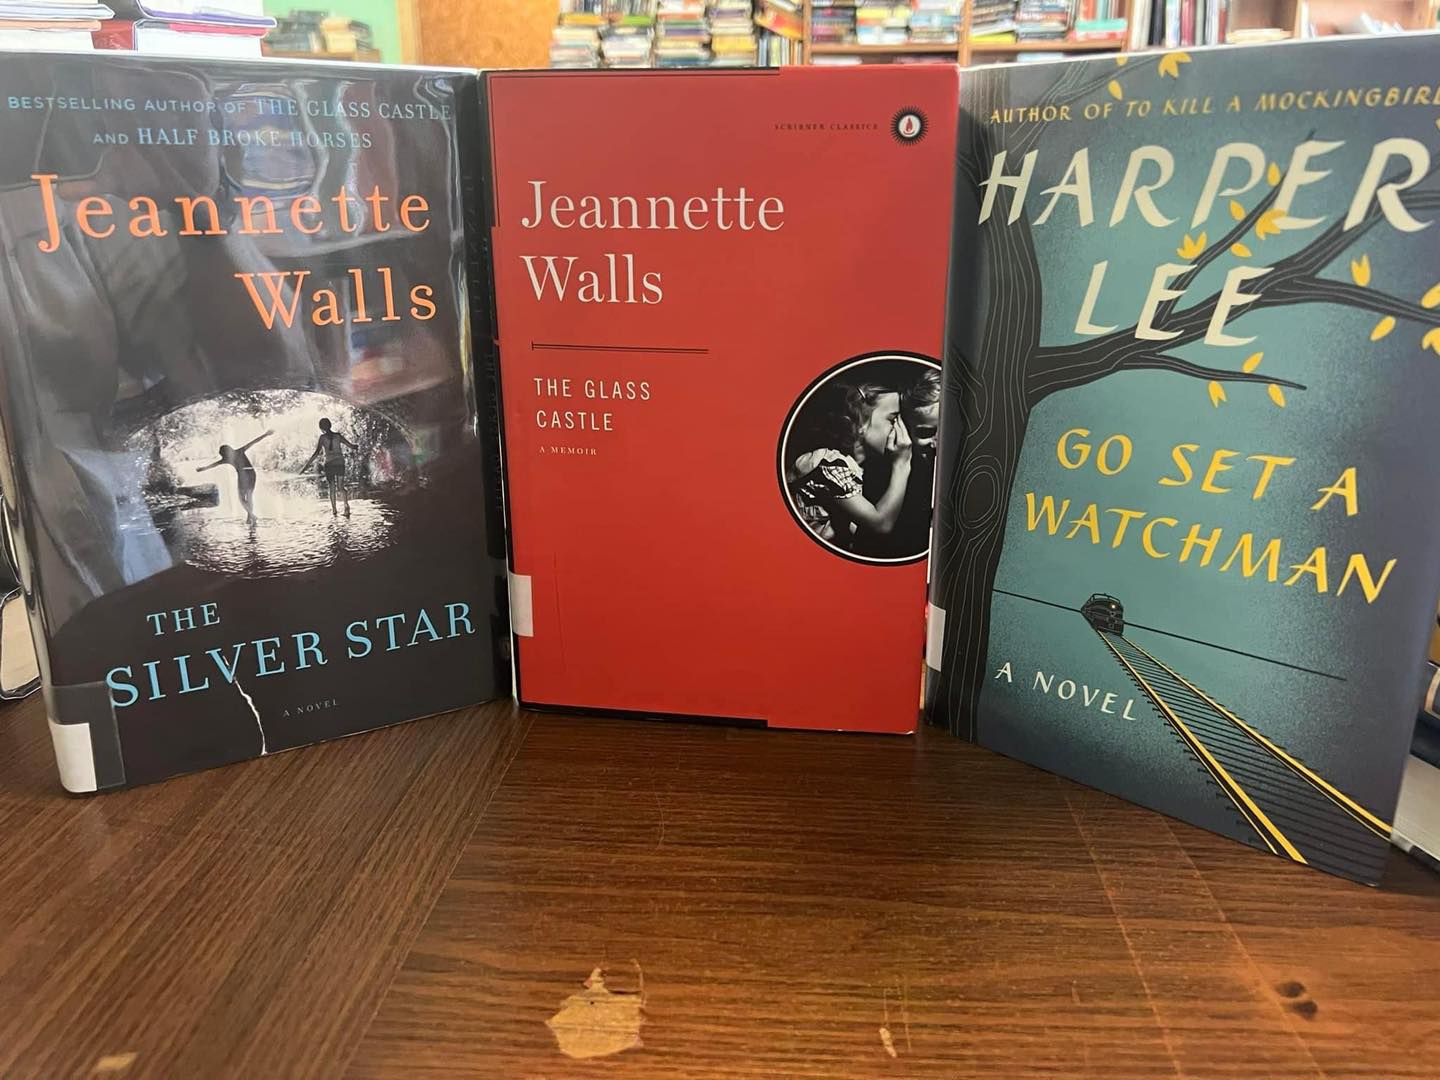 BESTSELLING AUTHOR OF THE GLASS CASTLE
AND HALF BROKE HORSES
Jeannette
Walls
THE
SILVER STAR
A NOVEL
SCRIBNER CLASSICS
Jeannette
Walls
THE GLASS
CASTLE
A MEMOIR
AUTHOR OF TO KILL A MOCKINGBIRD
HARPER
LEE
GO SET A
WATCHMAN
A NOVEL